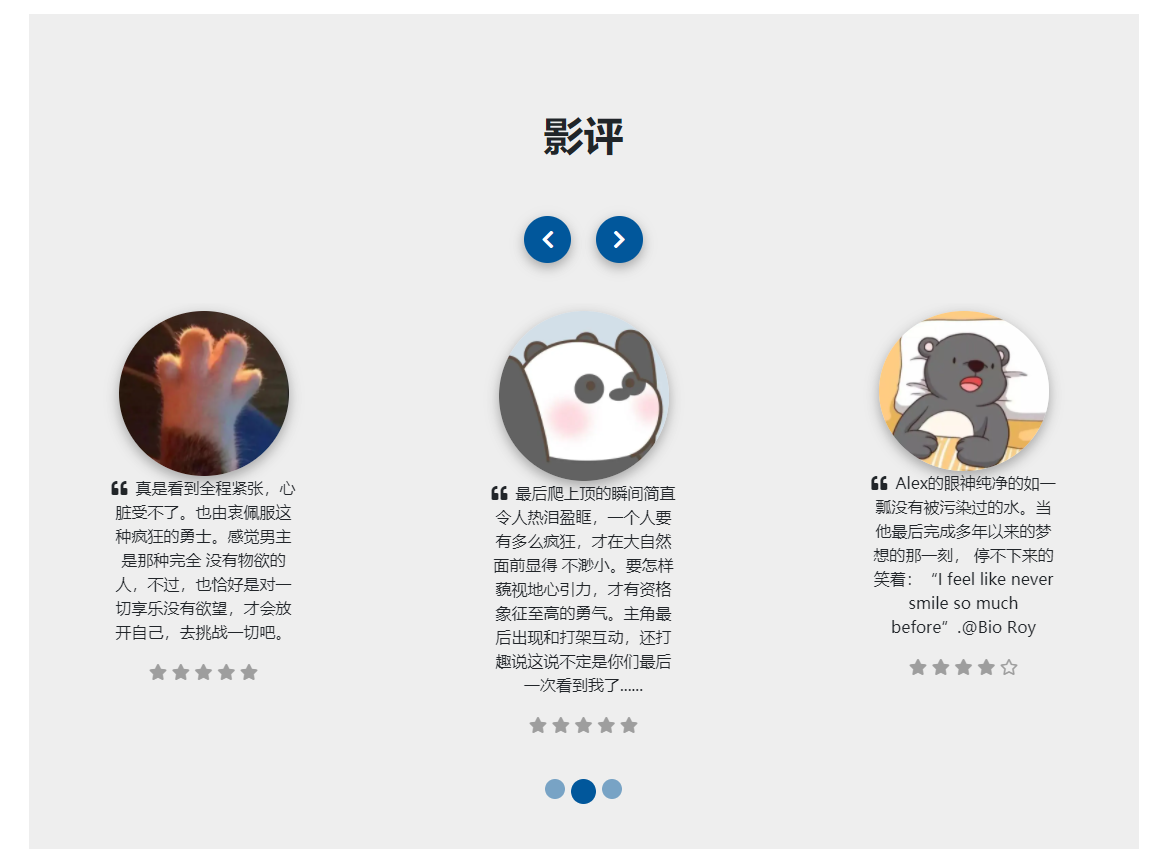 影评
真是看到全程紧张，心
脏受不了。也由衷佩服这
种疯狂的勇士。感觉男主
是那种完全 没有物欲的
人，不过，也恰好是对一
切享乐没有欲望，才会放
开自己，去挑战一切吧。
最后爬上顶的瞬间简直
令人热泪盈眶，一个人要
有多么疯狂，才在大自然
面前显得 不渺小。要怎样
藐视地心引力，才有资格
象征至高的勇气。主角最
后出现和打架互动，还打
趣说这说不定是你们最后
一次看到我了......
Alex的眼神纯净的如一
瓢没有被污染过的水。当
他最后完成多年以来的梦
想的那一刻， 停不下来的
笑着： “I feel like never
smile so much
before” .@Bio Roy